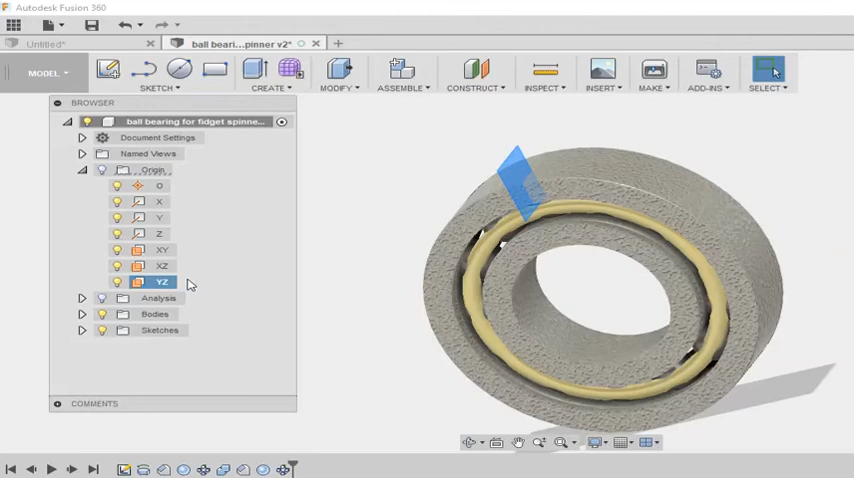 Autodesk Fusion 360
Untitled*
ball beari...pinner v2*
MODEL
SKETCH
CREATE
MODIFY
ASSEMBLE
CONSTRUCT
INSPECT
INSERT
MAKE
ADD-INS
SELECT
BROWSER
ball bearing for fidget spinne...
Document Settings
Named Views
Origin
O
X
Y
Z
XY
XZ
YZ
Analysis
Bodies
Sketches
COMMENTS